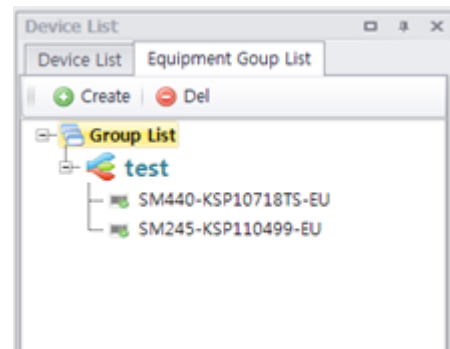 Device List
Device List Equipment Goup List
Create Del
Group List
test
SM440-KSP10718TS-EU
SM245-KSP110499-EU